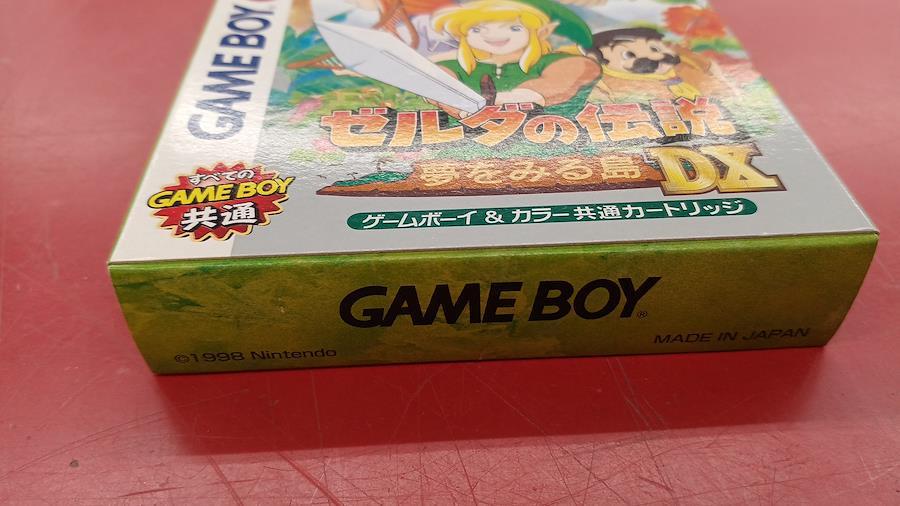 GAME BOY
ゼルダの伝説
夢をみる島 DX
すべての
GAME BOY
共通
ゲームボーイ & カラー共通カートリッジ
GAME BOY®
©1998 Nintendo
MADE IN JAPAN